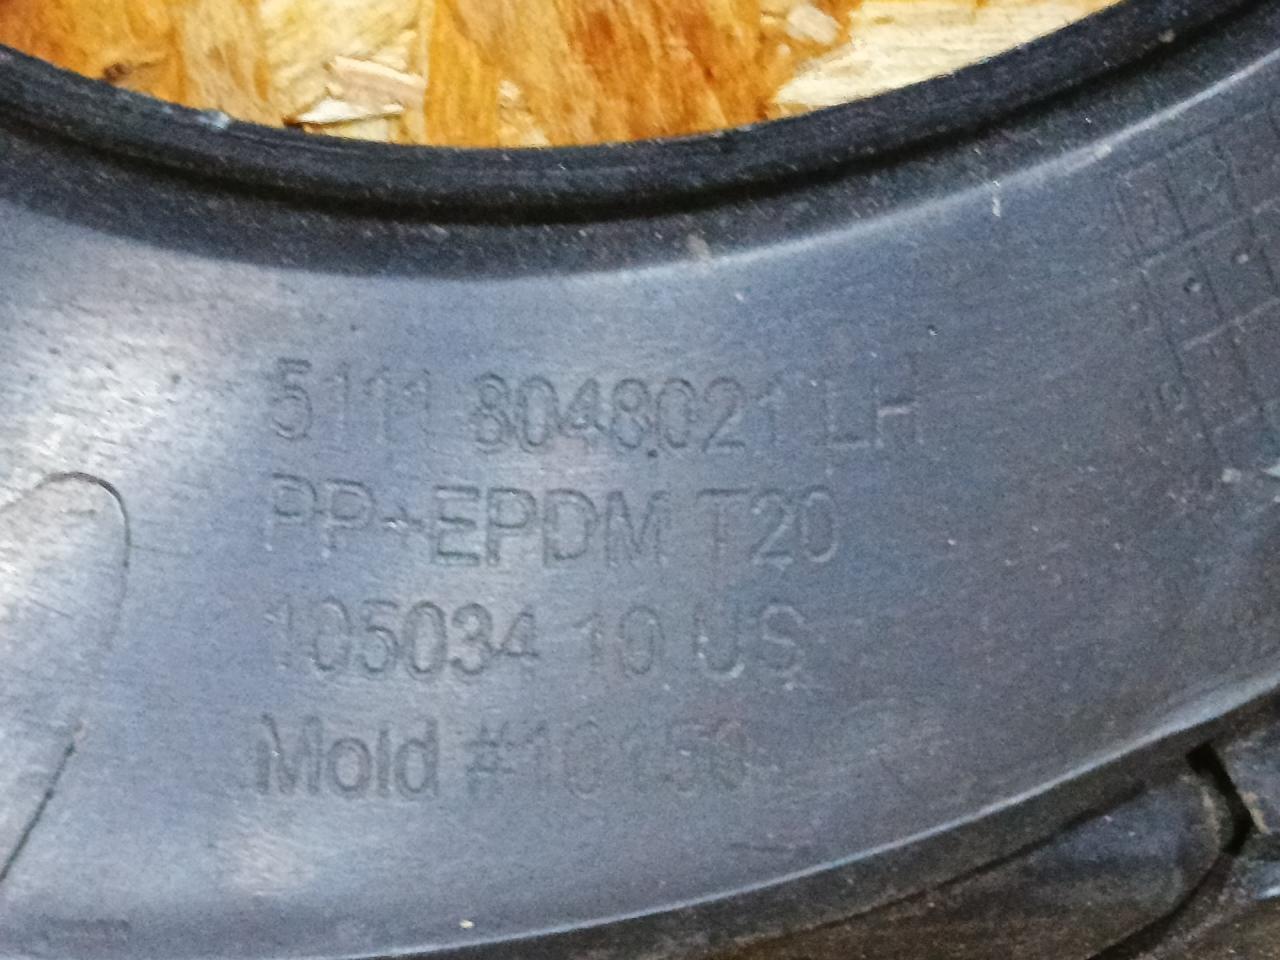 5111 8048021 LH
PP+EPDM T20
105034 10 US
Mold #10150